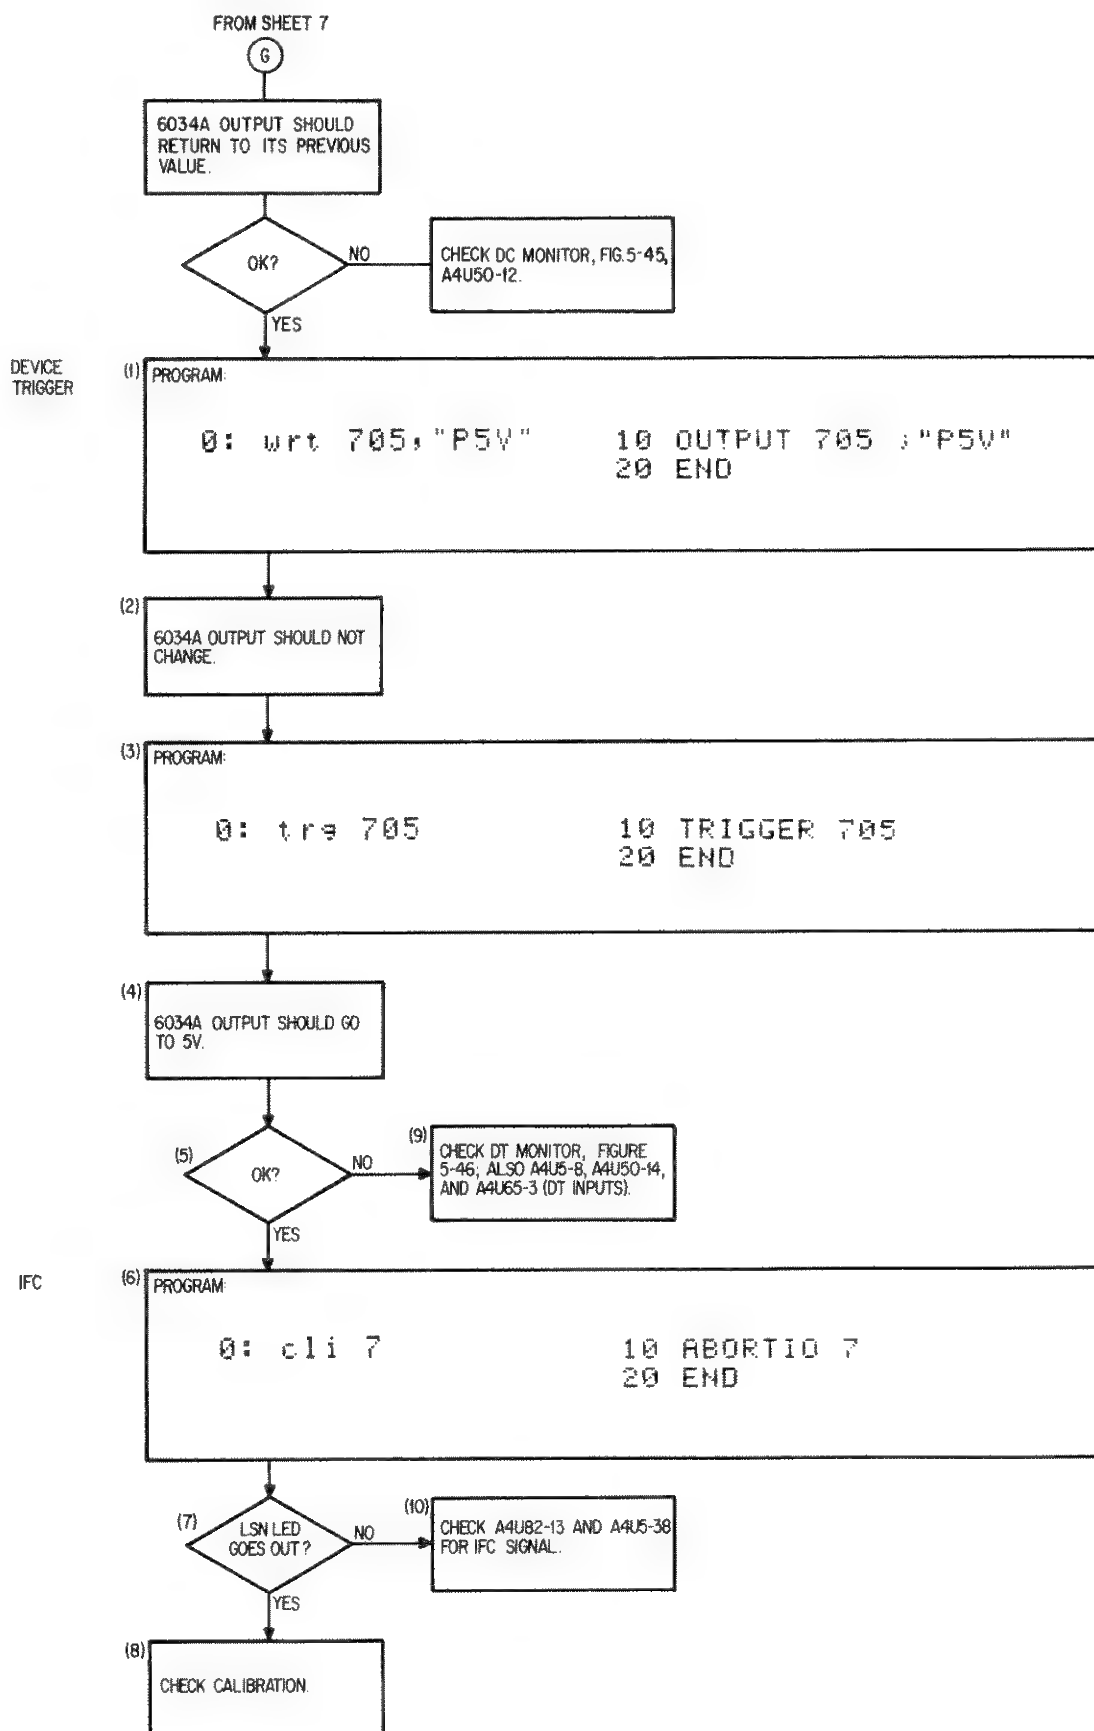 FROM SHEET 7
G
6034A OUTPUT SHOULD
RETURN TO ITS PREVIOUS
VALUE.
OK?
NO
CHECK DC MONITOR, FIG.5-45,
A4U50-12.
YES
DEVICE
TRIGGER
(1)
PROGRAM:
0: wrt 705,"P5V"
10 OUTPUT 705 ;"P5V"
20 END
(2)
6034A OUTPUT SHOULD NOT
CHANGE.
(3)
PROGRAM:
0: trg 705
10 TRIGGER 705
20 END
(4)
6034A OUTPUT SHOULD GO
TO 5V.
(5)
OK?
NO
(9)
CHECK DT MONITOR, FIGURE
5-46; ALSO A4U5-8, A4U50-14,
AND A4U65-3 (DT INPUTS).
YES
IFC
(6)
PROGRAM:
0: cli 7
10 ABORTIO 7
20 END
(7)
LSN LED
GOES OUT?
NO
(10)
CHECK A4U82-13 AND A4U5-38
FOR IFC SIGNAL.
YES
(8)
CHECK CALIBRATION.